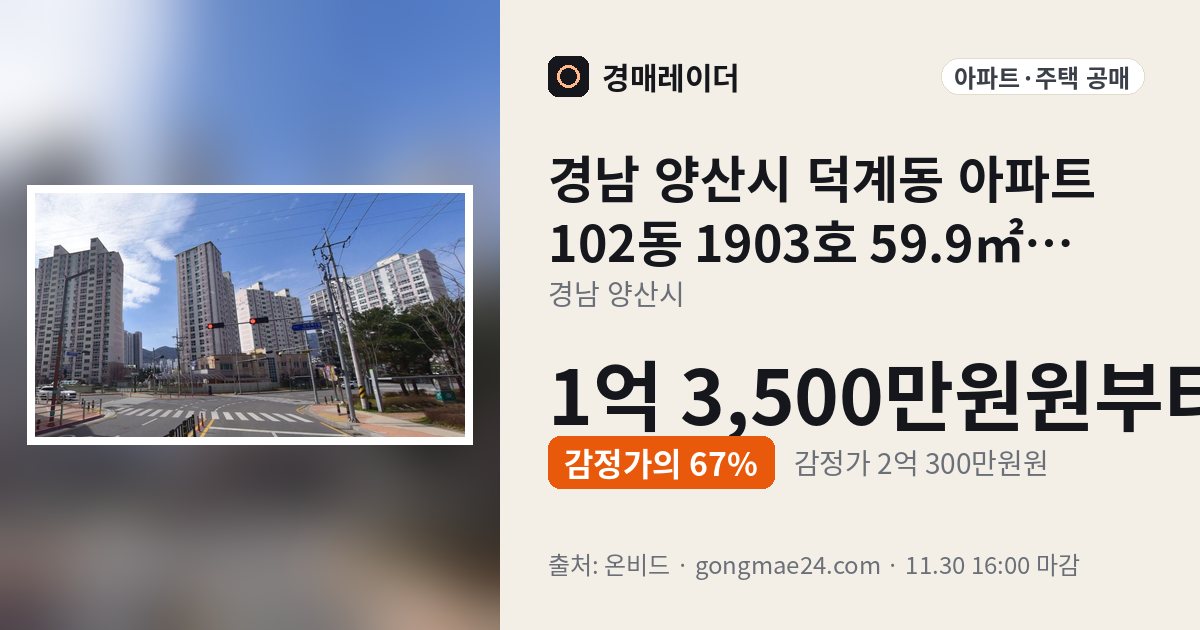 경매레이더
아파트·주택 공매
경남 양산시 덕계동 아파트
102동 1903호 59.9㎡…
경남 양산시
1억 3,500만원원부터
감정가의 67% 감정가 2억 300만원원
출처: 온비드 · gongmae24.com · 11.30 16:00 마감